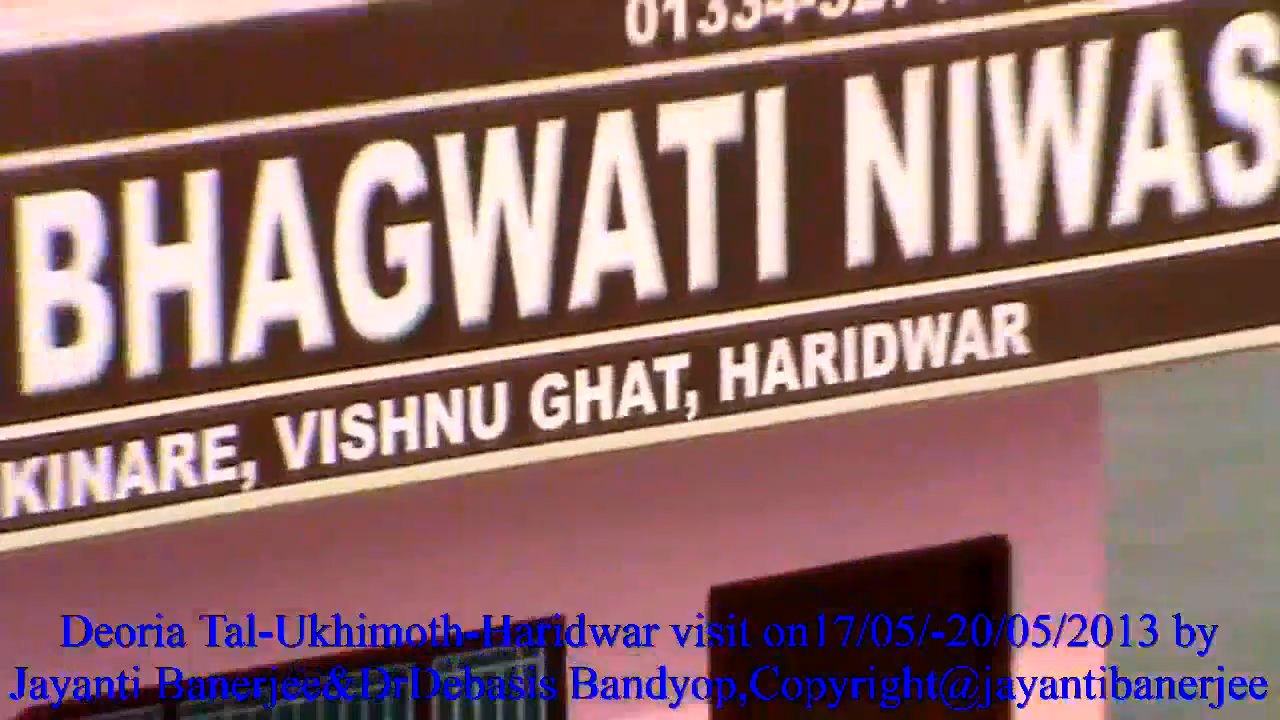 01334-
BHAGWATI NIWAS
KINARE, VISHNU GHAT, HARIDWAR
Deoria Tal-Ukhimoth-Haridwar visit on17/05/-20/05/2013 by
Jayanti Banerjee&DrDebasis Bandyop,Copyright@jayantibanerjee